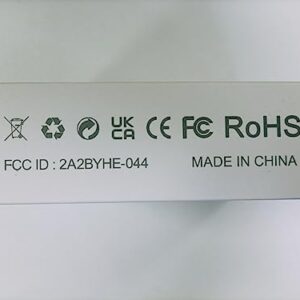 UK CA CE FC RoHS
FCC ID : 2A2BYHE-044 MADE IN CHINA